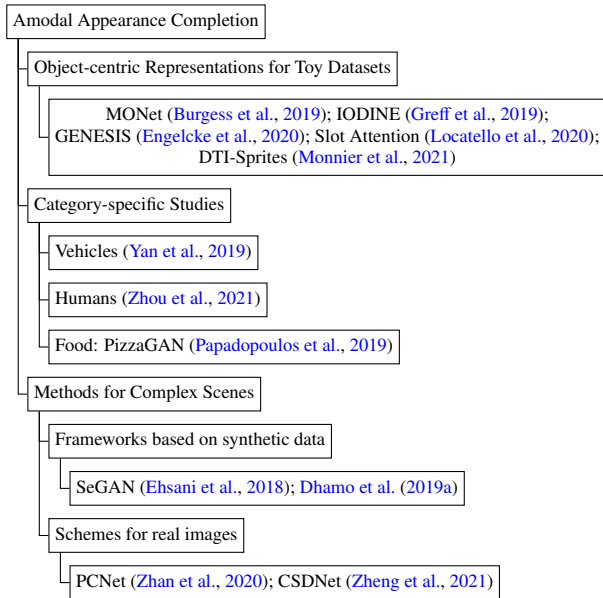 Amodal Appearance Completion
Object-centric Representations for Toy Datasets
MONet (Burgess et al., 2019); IODINE (Greff et al., 2019);
GENESIS (Engelcke et al., 2020); Slot Attention (Locatello et al., 2020);
DTI-Sprites (Monnier et al., 2021)
Category-specific Studies
Vehicles (Yan et al., 2019)
Humans (Zhou et al., 2021)
Food: PizzaGAN (Papadopoulos et al., 2019)
Methods for Complex Scenes
Frameworks based on synthetic data
SeGAN (Ehsani et al., 2018); Dhamo et al. (2019a)
Schemes for real images
PCNet (Zhan et al., 2020); CSDNet (Zheng et al., 2021)